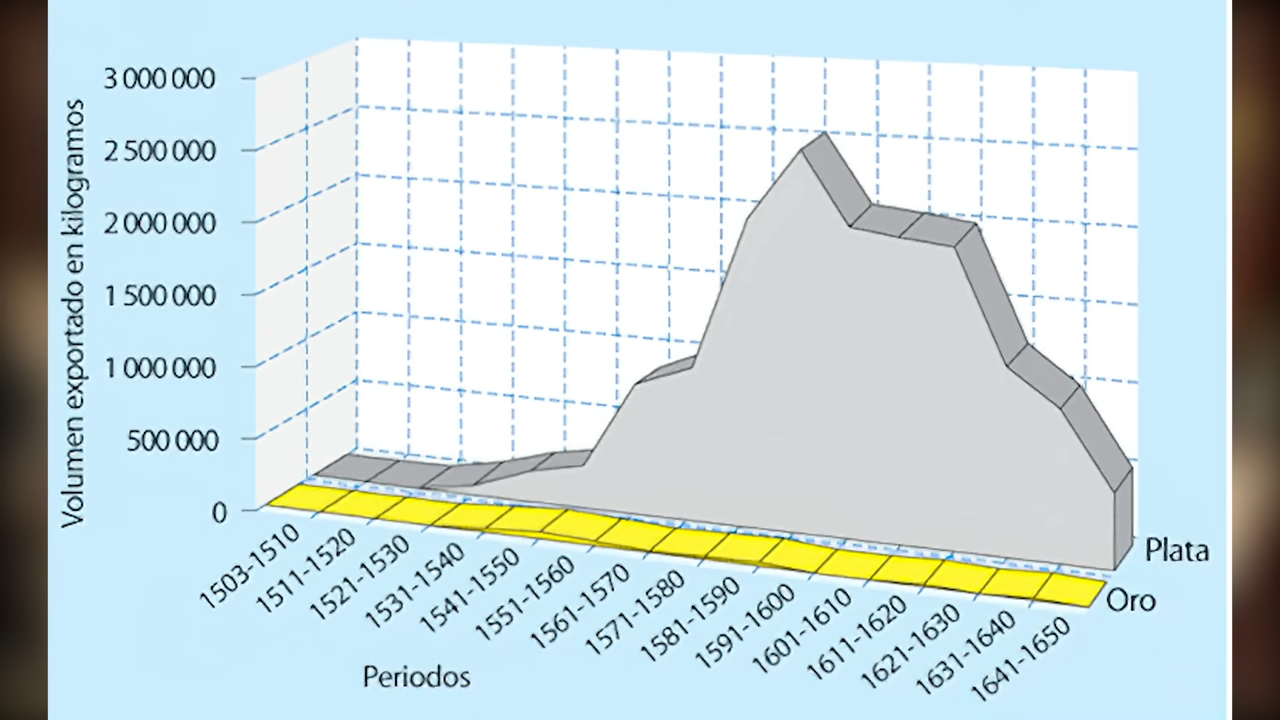 Volumen exportado en kilogramos
3 000 000
2 500 000
2 000 000
1 500 000
1 000 000
500 000
0
1503-1510
1511-1520
1521-1530
1531-1540
1541-1550
1551-1560
1561-1570
1571-1580
1581-1590
1591-1600
1601-1610
1611-1620
1621-1630
1631-1640
1641-1650
Plata
Oro
Periodos